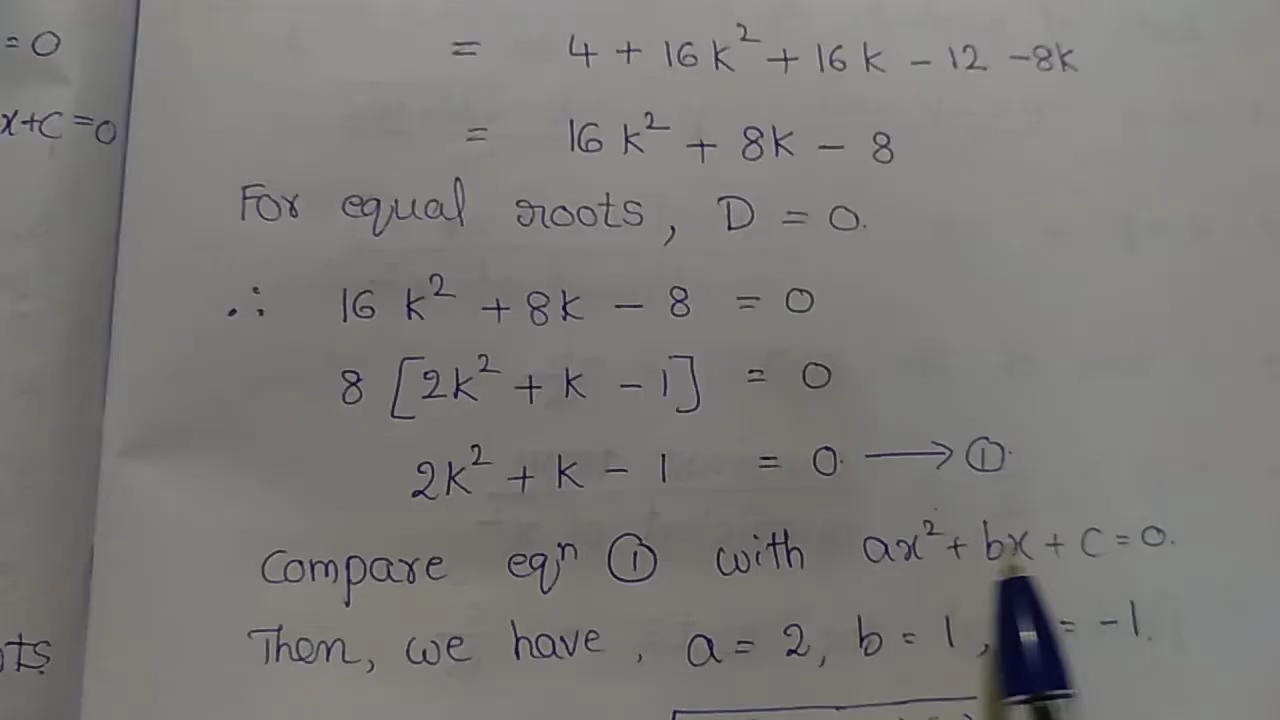 = 0
x+c=0
= 4 + 16k² + 16k - 12 - 8k
= 16k² + 8k - 8
For equal roots, D = 0.
∴ 16k² + 8k - 8 = 0
8 [2k² + k - 1] = 0
2k² + k - 1 = 0 → ①
Compare eqⁿ ① with ax² + bx + c = 0.
Then, we have, a = 2, b = 1, = -1.
ts